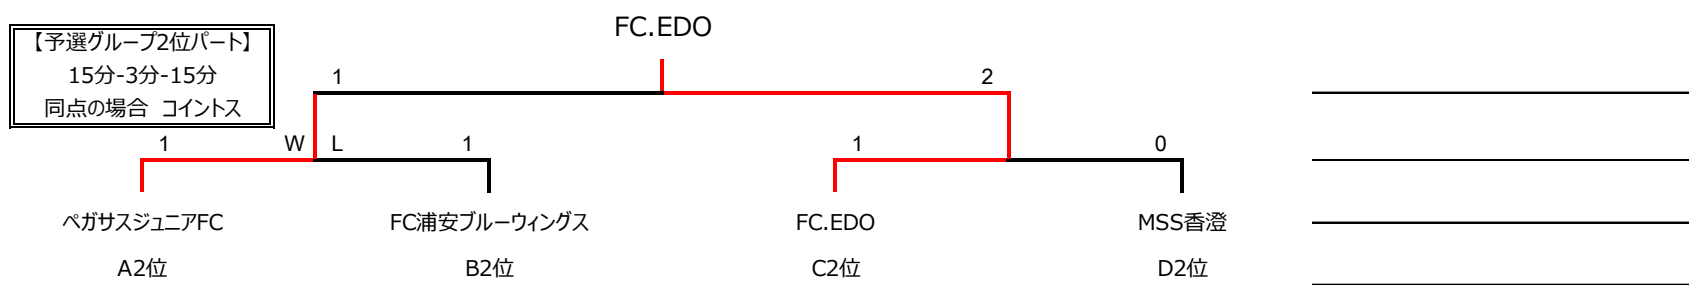 FC.EDO
【予選グループ2位パート】
15分-3分-15分
同点の場合 コイントス
1 2
1 W L 1 1 0
ペガサスジュニアFC FC浦安ブルーウィングス FC.EDO MSS香澄
A2位 B2位 C2位 D2位